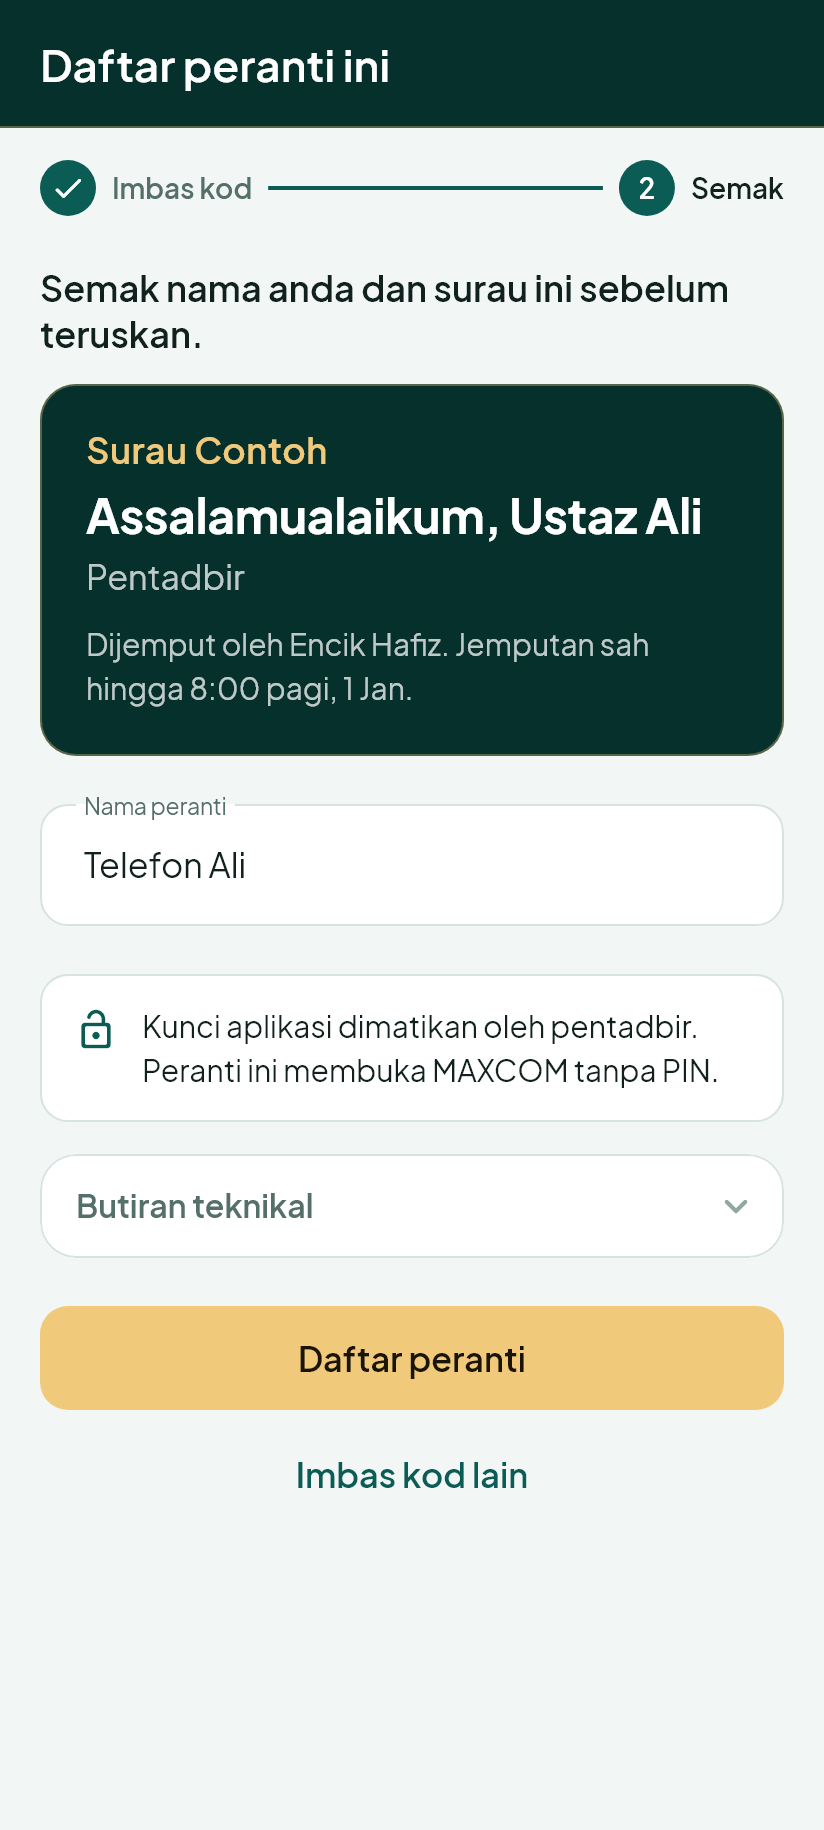 Daftar peranti ini
Imbas kod
2 Semak
Semak nama anda dan surau ini sebelum
teruskan.
Surau Contoh
Assalamualaikum, Ustaz Ali
Pentadbir
Dijemput oleh Encik Hafiz. Jemputan sah
hingga 8:00 pagi, 1 Jan.
Nama peranti
Telefon Ali
Kunci aplikasi dimatikan oleh pentadbir.
Peranti ini membuka MAXCOM tanpa PIN.
Butiran teknikal
Daftar peranti
Imbas kod lain